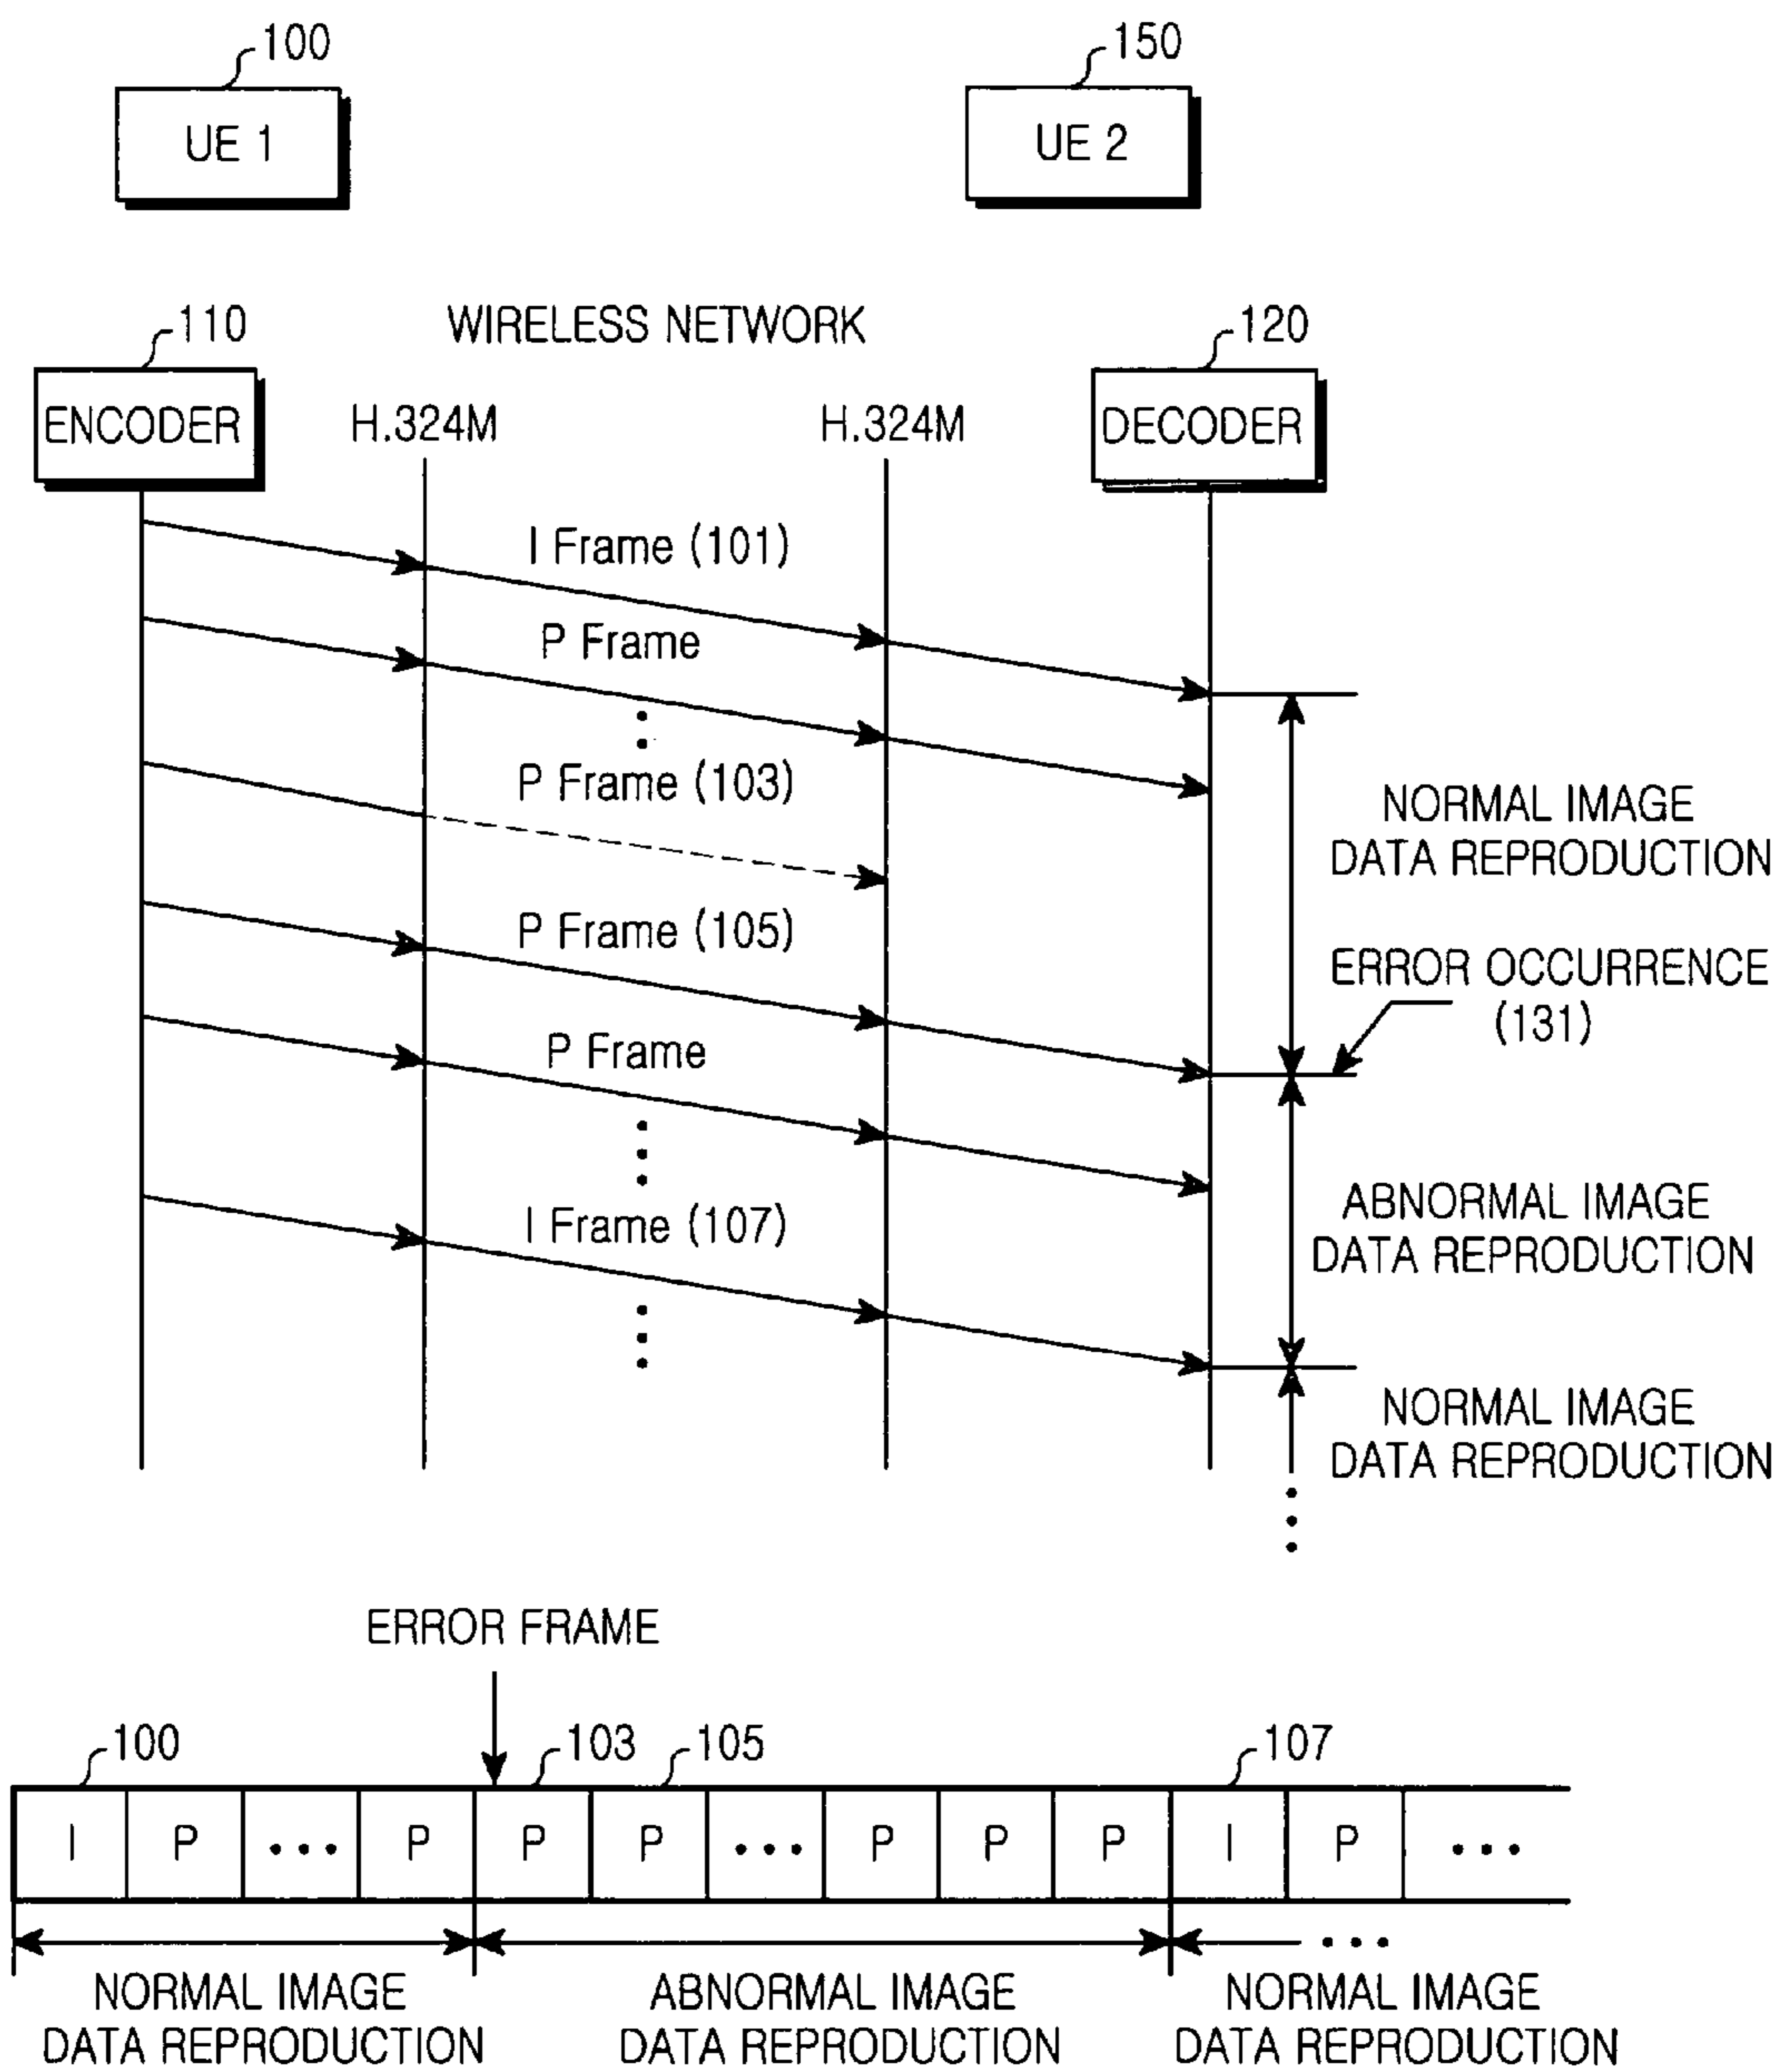 100
150
UE 1
UE 2
110
WIRELESS NETWORK
120
ENCODER
H.324M
H.324M
DECODER
I Frame (101)
P Frame
P Frame (103)
NORMAL IMAGE
DATA REPRODUCTION
P Frame (105)
ERROR OCCURRENCE
(131)
P Frame
ABNORMAL IMAGE
DATA REPRODUCTION
I Frame (107)
NORMAL IMAGE
DATA REPRODUCTION
ERROR FRAME
100
103
105
107
I P ••• P P P ••• P P P I P •••
NORMAL IMAGE
DATA REPRODUCTION
ABNORMAL IMAGE
DATA REPRODUCTION
NORMAL IMAGE
DATA REPRODUCTION